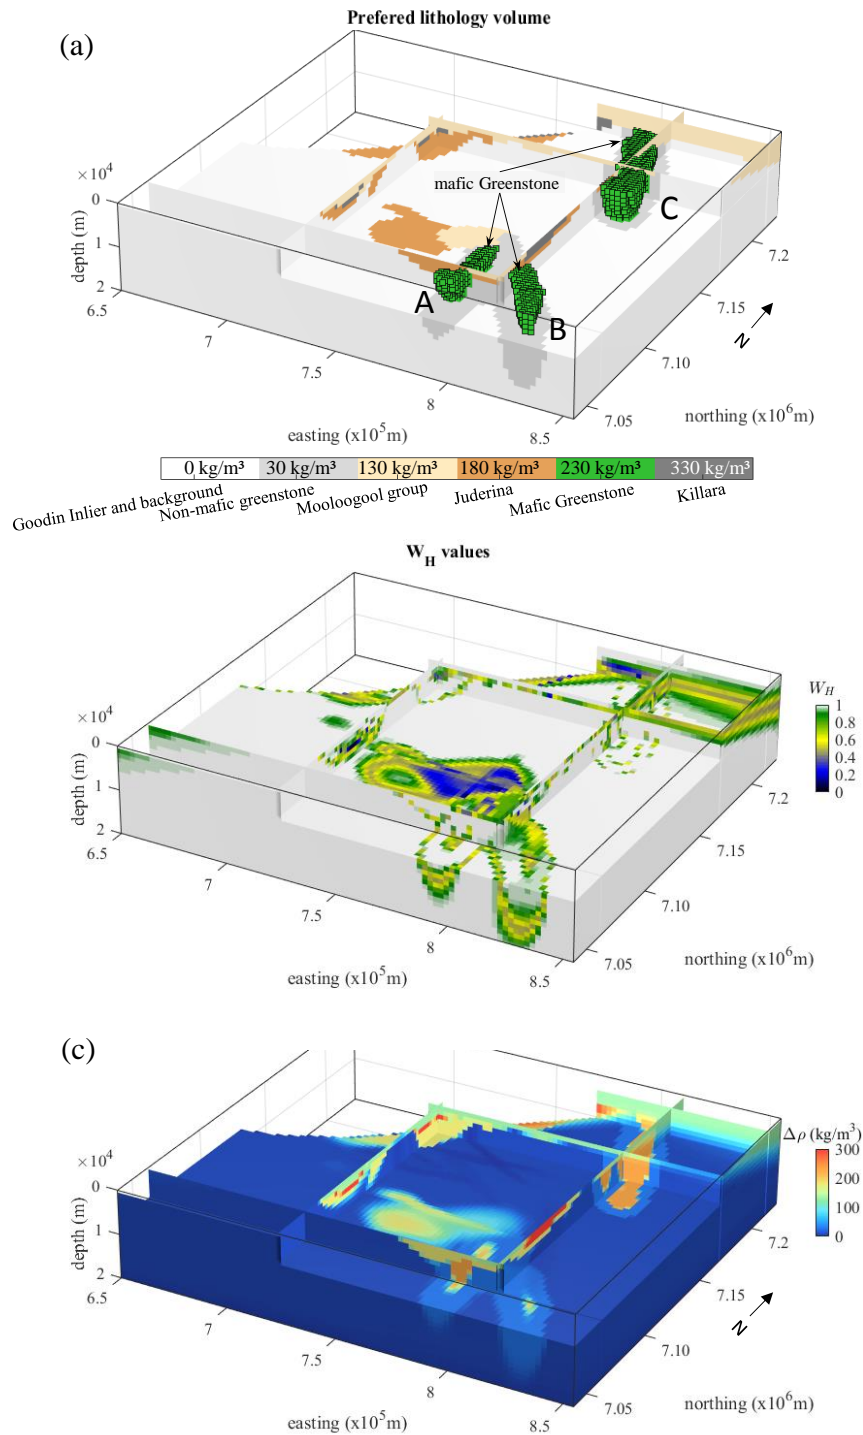 Prefered lithology volume
(a)
mafic Greenstone
C
A
B
×10⁴
0
1
2
depth (m)
6.5
7
7.5
8
8.5
easting (x10⁵m)
7.05
7.10
7.15
7.2
northing (x10⁶m)
N
0 kg/m³ 30 kg/m³ 130 kg/m³ 180 kg/m³ 230 kg/m³ 330 kg/m³
Goodin Inlier and background
Non-mafic greenstone
Mooloogool group
Juderina
Mafic Greenstone
Killara
W_H values
×10⁴
0
1
2
depth (m)
6.5
7
7.5
8
8.5
easting (x10⁵m)
7.05
7.10
7.15
7.2
northing (x10⁶m)
W_H
1
0.8
0.6
0.4
0.2
0
(c)
×10⁴
0
1
2
depth (m)
6.5
7
7.5
8
8.5
easting (x10⁵m)
7.05
7.10
7.15
7.2
northing (x10⁶m)
N
Δρ (kg/m³)
300
200
100
0